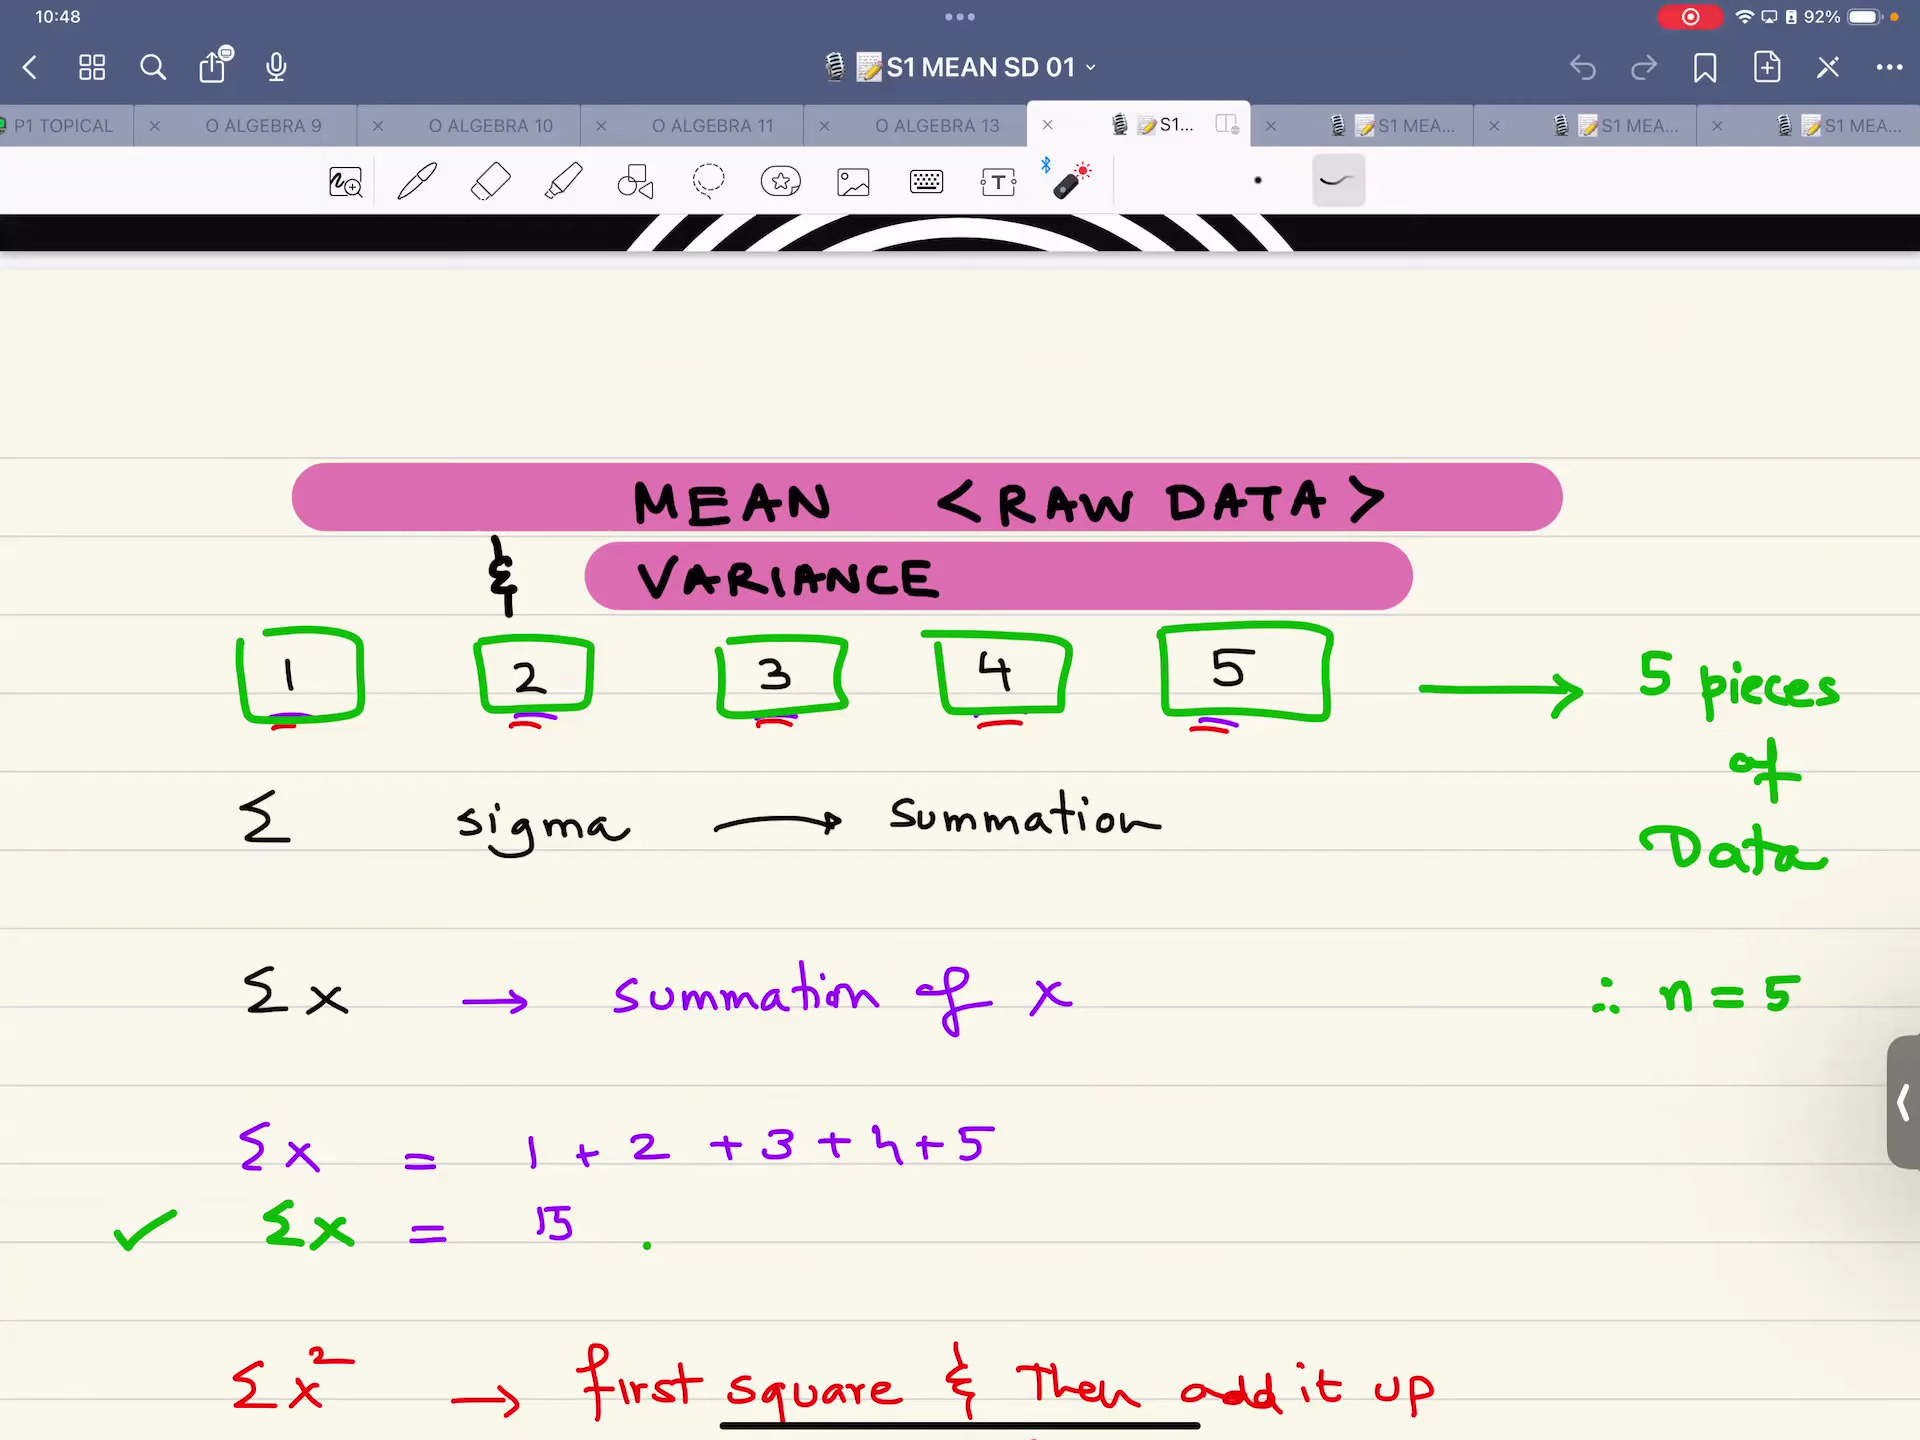 10:48
92%
S1 MEAN SD 01
P1 TOPICAL
O ALGEBRA 9
O ALGEBRA 10
O ALGEBRA 11
O ALGEBRA 13
S1...
S1 MEA...
S1 MEA...
S1 MEA...
MEAN <RAW DATA>
& VARIANCE
1 2 3 4 5 → 5 pieces
of
Data
Σ sigma → summation
Σx → summation of x
∴ n = 5
Σx = 1 + 2 + 3 + 4 + 5
✓ Σx = 15 .
Σx² → first square & Then add it up